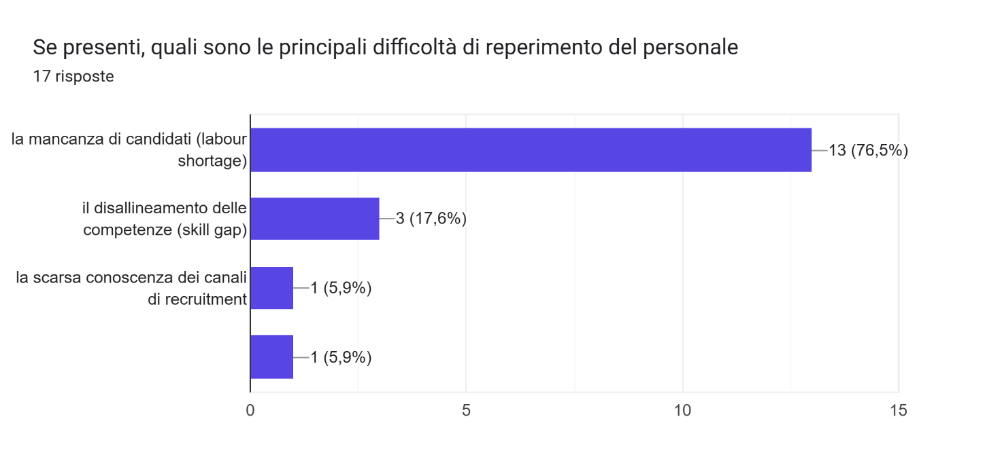 Se presenti, quali sono le principali difficoltà di reperimento del personale
17 risposte
la mancanza di candidati (labour
shortage)
13 (76,5%)
il disallineamento delle
competenze (skill gap)
3 (17,6%)
la scarsa conoscenza dei canali
di recruitment
1 (5,9%)
1 (5,9%)
0
5
10
15